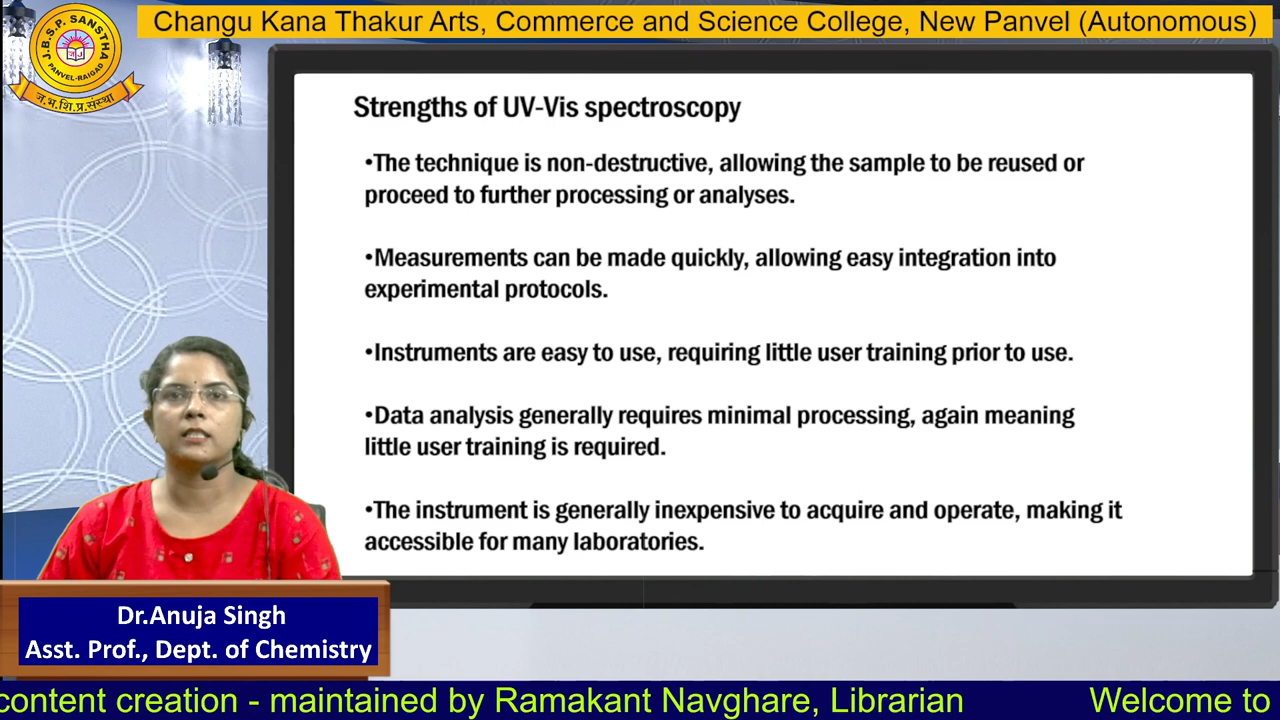 Changu Kana Thakur Arts, Commerce and Science College, New Panvel (Autonomous)
J.B.S.P. SANSTHA
PANVEL-RAIGAD
ज.भ.शि.प्र.संस्था
Strengths of UV-Vis spectroscopy
•The technique is non-destructive, allowing the sample to be reused or
proceed to further processing or analyses.
•Measurements can be made quickly, allowing easy integration into
experimental protocols.
•Instruments are easy to use, requiring little user training prior to use.
•Data analysis generally requires minimal processing, again meaning
little user training is required.
•The instrument is generally inexpensive to acquire and operate, making it
accessible for many laboratories.
Dr.Anuja Singh
Asst. Prof., Dept. of Chemistry
content creation - maintained by Ramakant Navghare, Librarian Welcome to